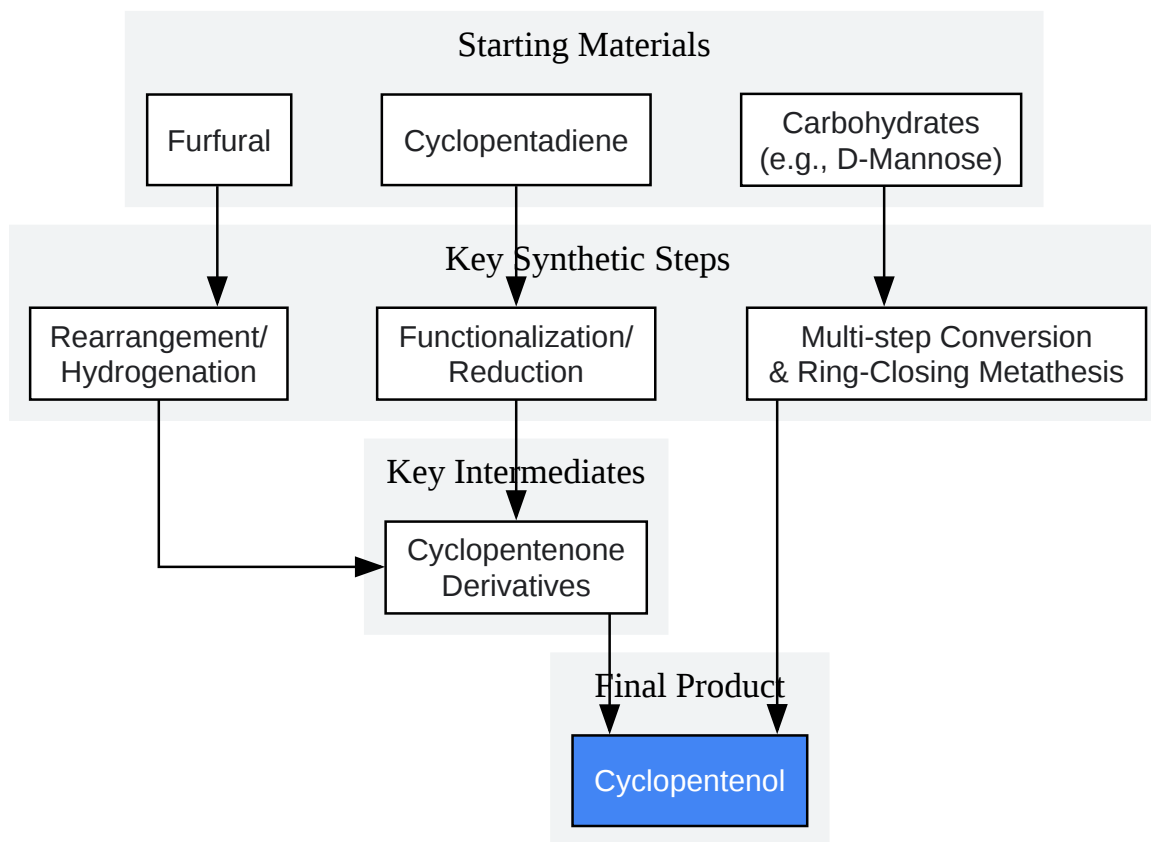 Starting Materials
Furfural
Cyclopentadiene
Carbohydrates
(e.g., D-Mannose)
Key Synthetic Steps
Rearrangement/
Hydrogenation
Functionalization/
Reduction
Multi-step Conversion
& Ring-Closing Metathesis
Key Intermediates
Cyclopentenone
Derivatives
Final Product
Cyclopentenol